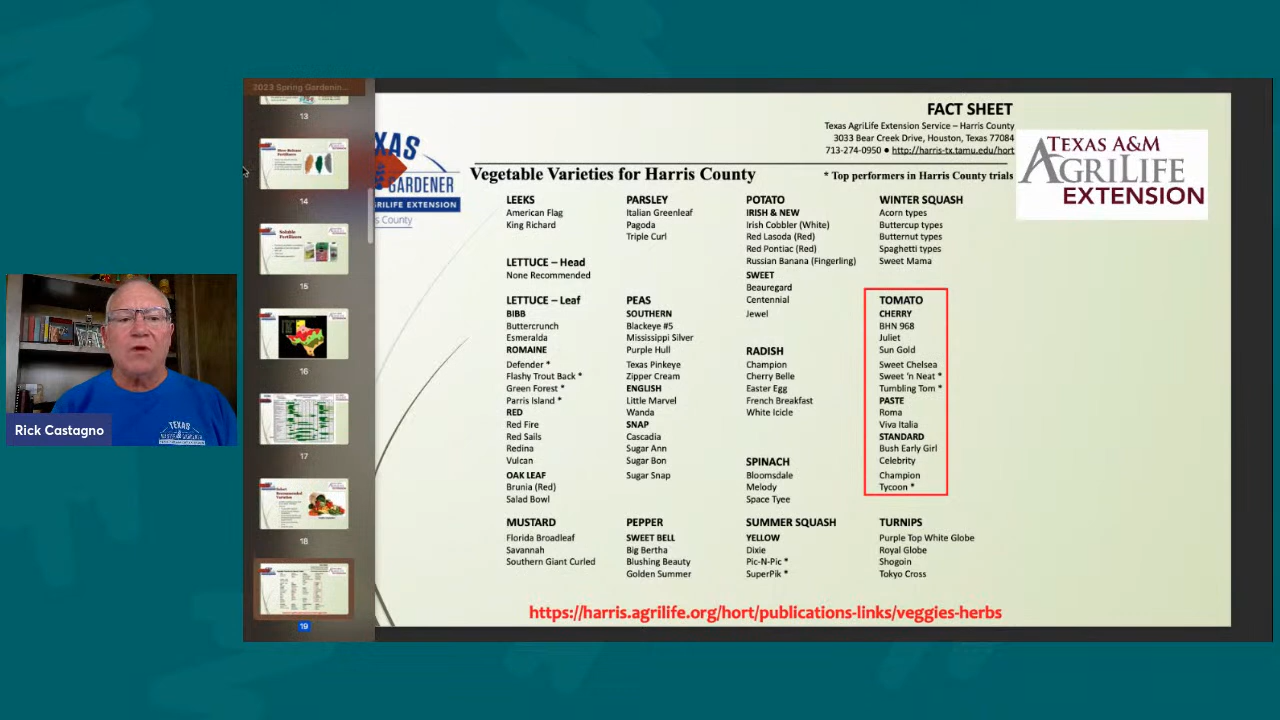 2023 Spring Gardenin...
13
14
15
16
17
18
19
Rick Castagno
TEXAS
XAS
GARDENER
GRILIFE EXTENSION
is County
FACT SHEET
Texas AgriLife Extension Service – Harris County
3033 Bear Creek Drive, Houston, Texas 77084
713-274-0950 ● http://harris-tx.tamu.edu/hort
TEXAS A&M
AGRILIFE
EXTENSION
Vegetable Varieties for Harris County
* Top performers in Harris County trials
LEEKS
American Flag
King Richard
LETTUCE – Head
None Recommended
LETTUCE – Leaf
BIBB
Buttercrunch
Esmeralda
ROMAINE
Defender *
Flashy Trout Back *
Green Forest *
Parris Island *
RED
Red Fire
Red Sails
Redina
Vulcan
OAK LEAF
Brunia (Red)
Salad Bowl
MUSTARD
Florida Broadleaf
Savannah
Southern Giant Curled
PARSLEY
Italian Greenleaf
Pagoda
Triple Curl
PEAS
SOUTHERN
Blackeye #5
Mississippi Silver
Purple Hull
Texas Pinkeye
Zipper Cream
ENGLISH
Little Marvel
Wanda
SNAP
Cascadia
Sugar Ann
Sugar Bon
Sugar Snap
PEPPER
SWEET BELL
Big Bertha
Blushing Beauty
Golden Summer
POTATO
IRISH & NEW
Irish Cobbler (White)
Red Lasoda (Red)
Red Pontiac (Red)
Russian Banana (Fingerling)
SWEET
Beauregard
Centennial
Jewel
RADISH
Champion
Cherry Belle
Easter Egg
French Breakfast
White Icicle
SPINACH
Bloomsdale
Melody
Space Tyee
SUMMER SQUASH
YELLOW
Dixie
Pic-N-Pic *
SuperPik *
WINTER SQUASH
Acorn types
Buttercup types
Butternut types
Spaghetti types
Sweet Mama
TOMATO
CHERRY
BHN 968
Juliet
Sun Gold
Sweet Chelsea
Sweet 'n Neat *
Tumbling Tom *
PASTE
Roma
Viva Italia
STANDARD
Bush Early Girl
Celebrity
Champion
Tycoon *
TURNIPS
Purple Top White Globe
Royal Globe
Shogoin
Tokyo Cross
https://harris.agrilife.org/hort/publications-links/veggies-herbs